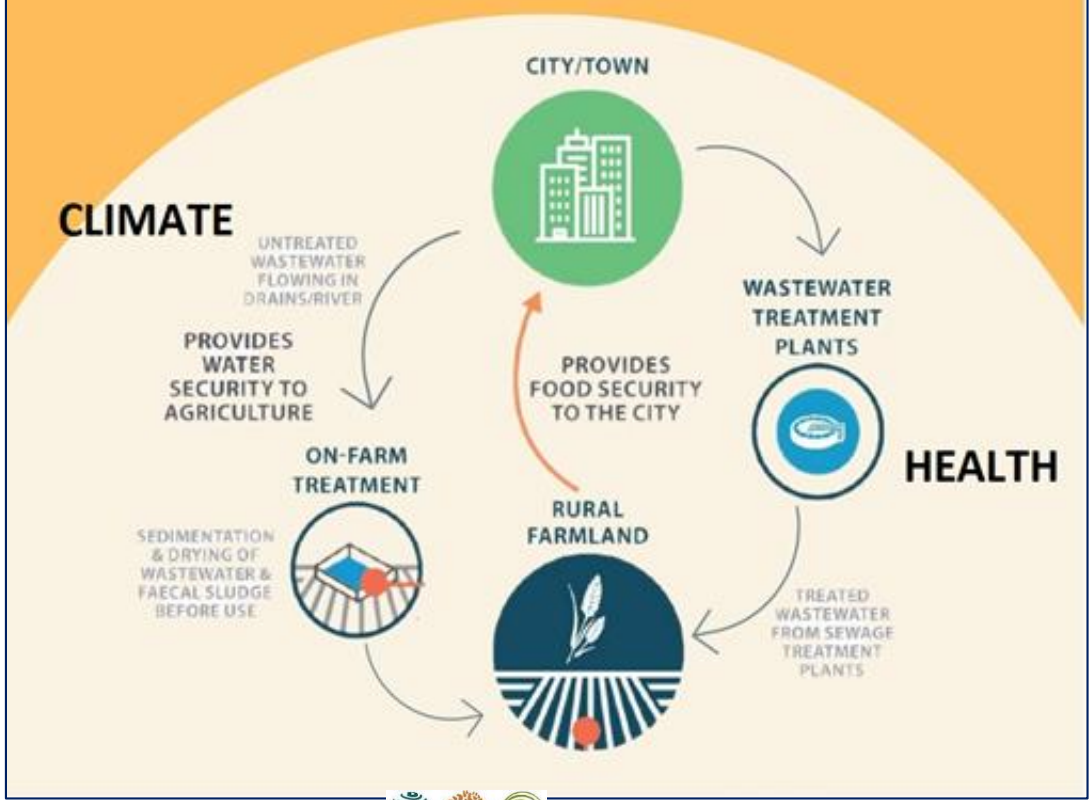 CITY/TOWN
CLIMATE
UNTREATED
WASTEWATER
FLOWING IN
DRAINS/RIVER
PROVIDES
WATER
SECURITY TO
AGRICULTURE
WASTEWATER
TREATMENT
PLANTS
PROVIDES
FOOD SECURITY
TO THE CITY
HEALTH
ON-FARM
TREATMENT
RURAL
FARMLAND
SEDIMENTATION
& DRYING OF
WASTEWATER &
FAECAL SLUDGE
BEFORE USE
TREATED
WASTEWATER
FROM SEWAGE
TREATMENT
PLANTS